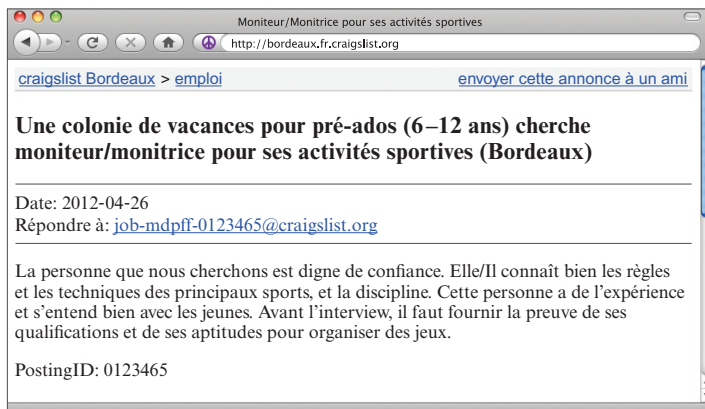 Moniteur/Monitrice pour ses activités sportives
http://bordeaux.fr.craigslist.org
craigslist Bordeaux > emploi envoyer cette annonce à un ami
Une colonie de vacances pour pré-ados (6–12 ans) cherche
moniteur/monitrice pour ses activités sportives (Bordeaux)
Date: 2012-04-26
Répondre à: job-mdpff-0123465@craigslist.org
La personne que nous cherchons est digne de confiance. Elle/Il connaît bien les règles
et les techniques des principaux sports, et la discipline. Cette personne a de l’expérience
et s’entend bien avec les jeunes. Avant l’interview, il faut fournir la preuve de ses
qualifications et de ses aptitudes pour organiser des jeux.
PostingID: 0123465